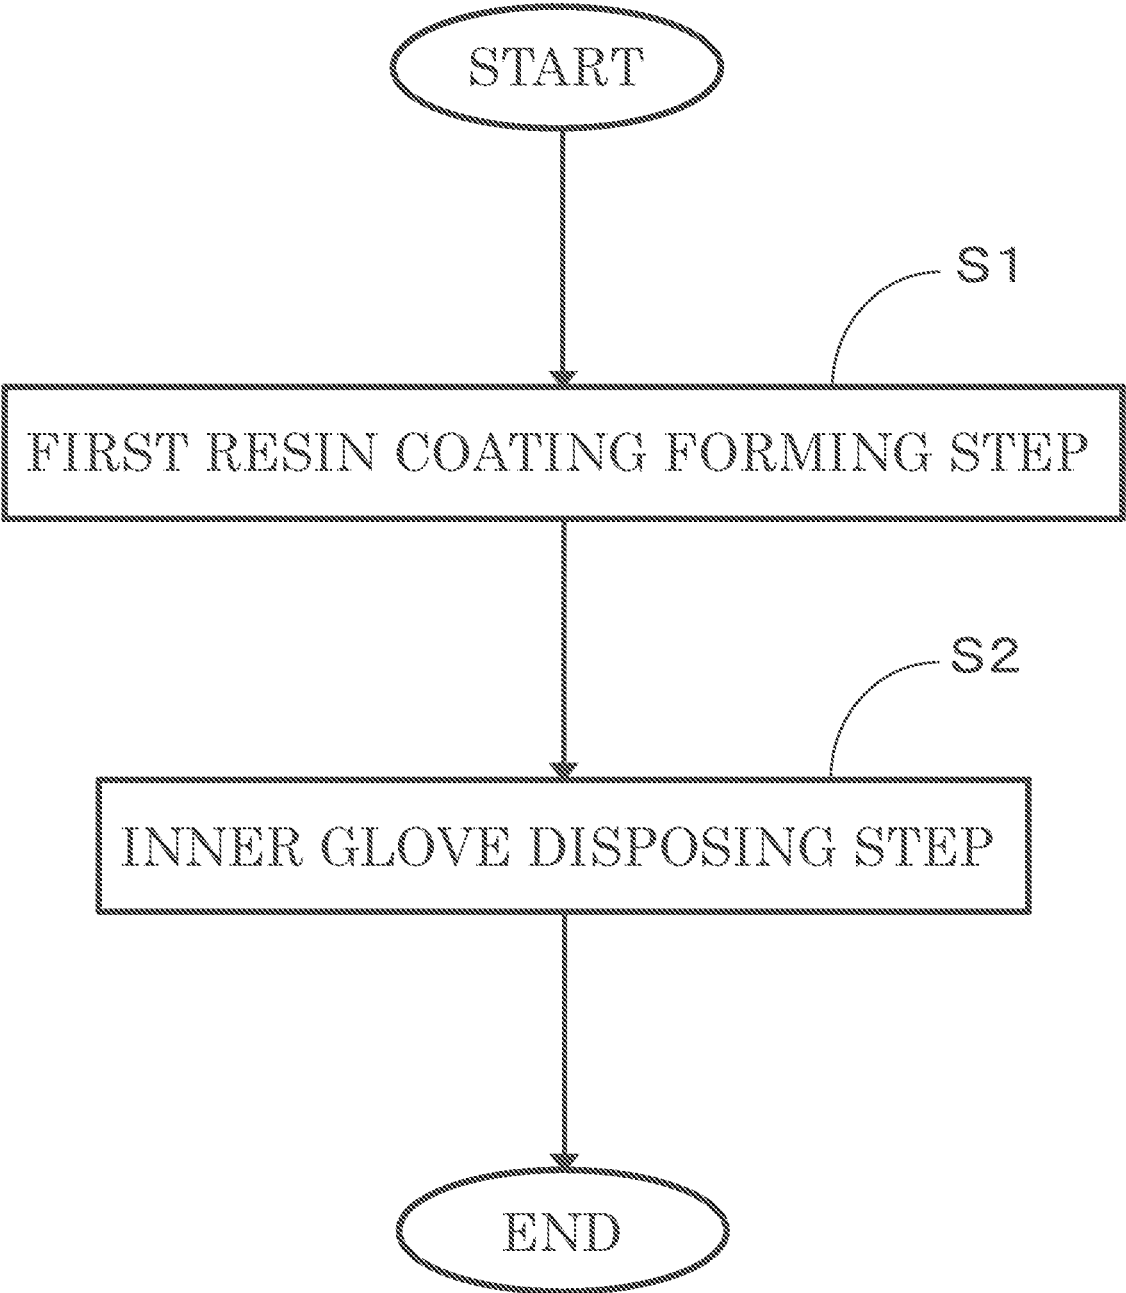 START
S1
FIRST RESIN COATING FORMING STEP
S2
INNER GLOVE DISPOSING STEP
END